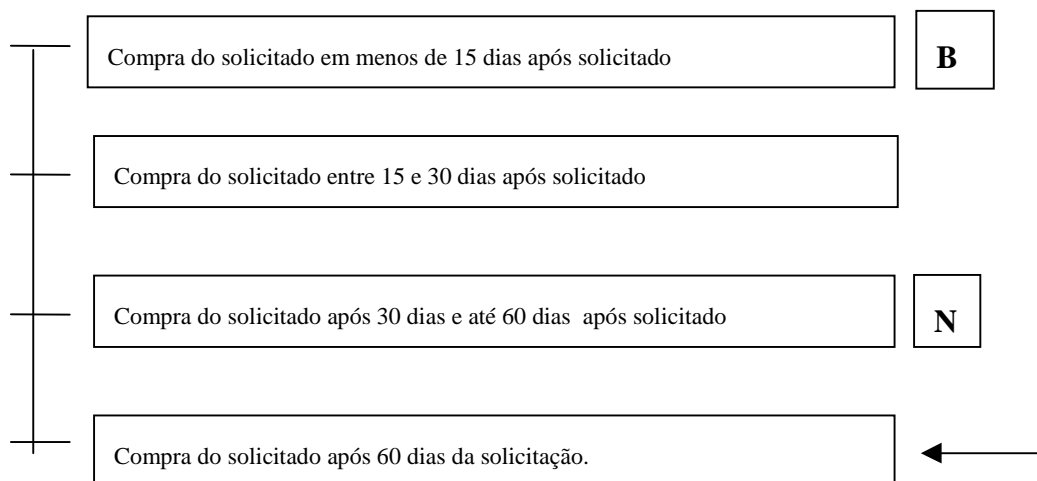 Compra do solicitado em menos de 15 dias após solicitado
B
Compra do solicitado entre 15 e 30 dias após solicitado
Compra do solicitado após 30 dias e até 60 dias após solicitado
N
Compra do solicitado após 60 dias da solicitação.